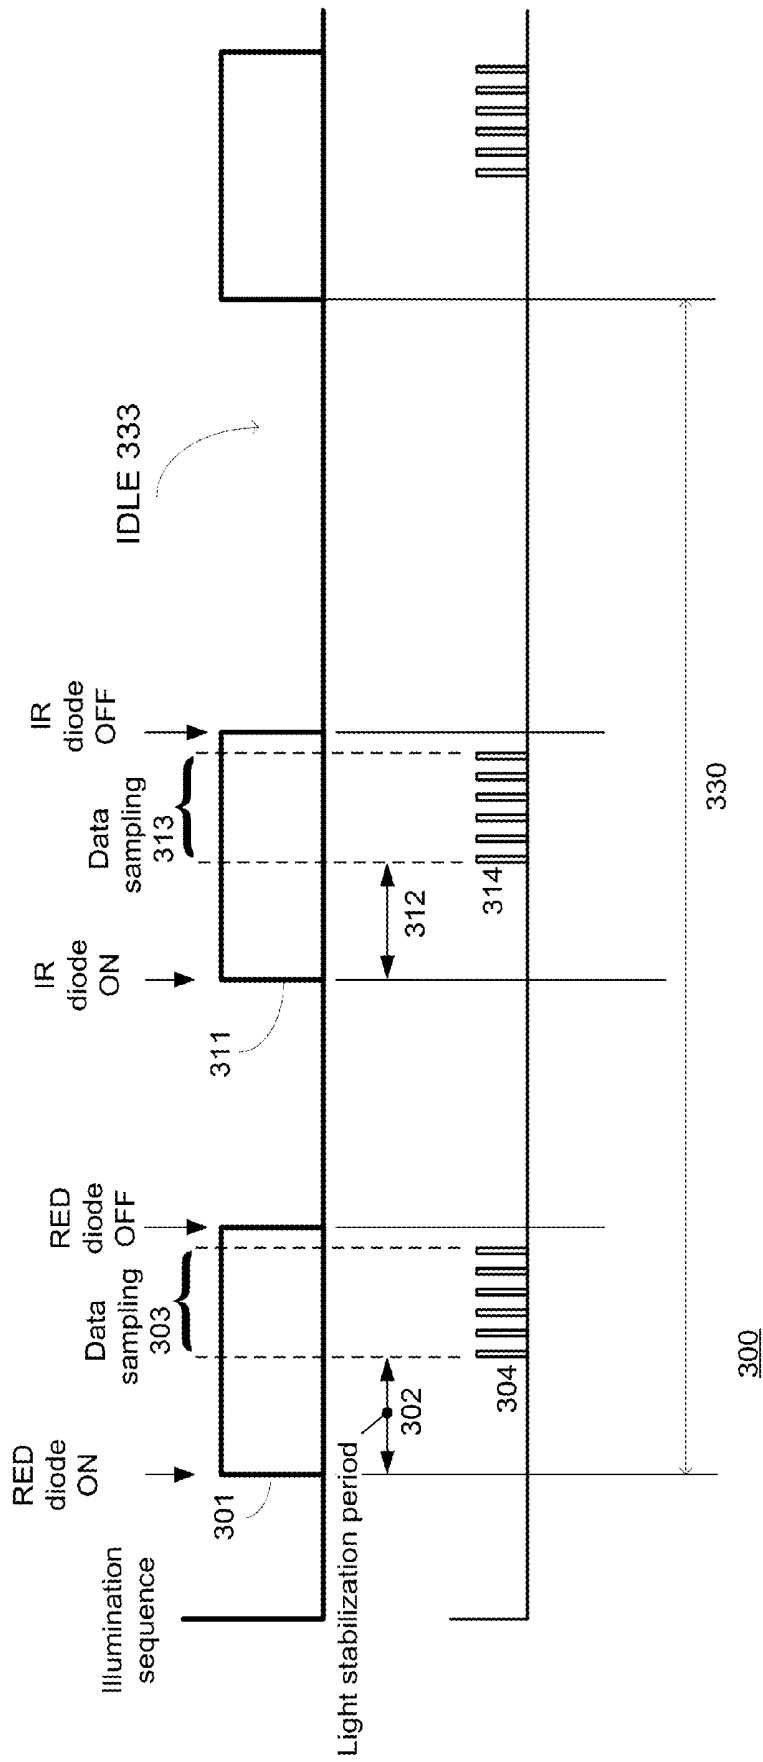 Illumination
sequence
RED
diode
ON
301
Data
sampling
303
RED
diode
OFF
311
IR
diode
ON
Data
sampling
313
IR
diode
OFF
IDLE 333
Light stabilization period
302
304
312
314
330
300